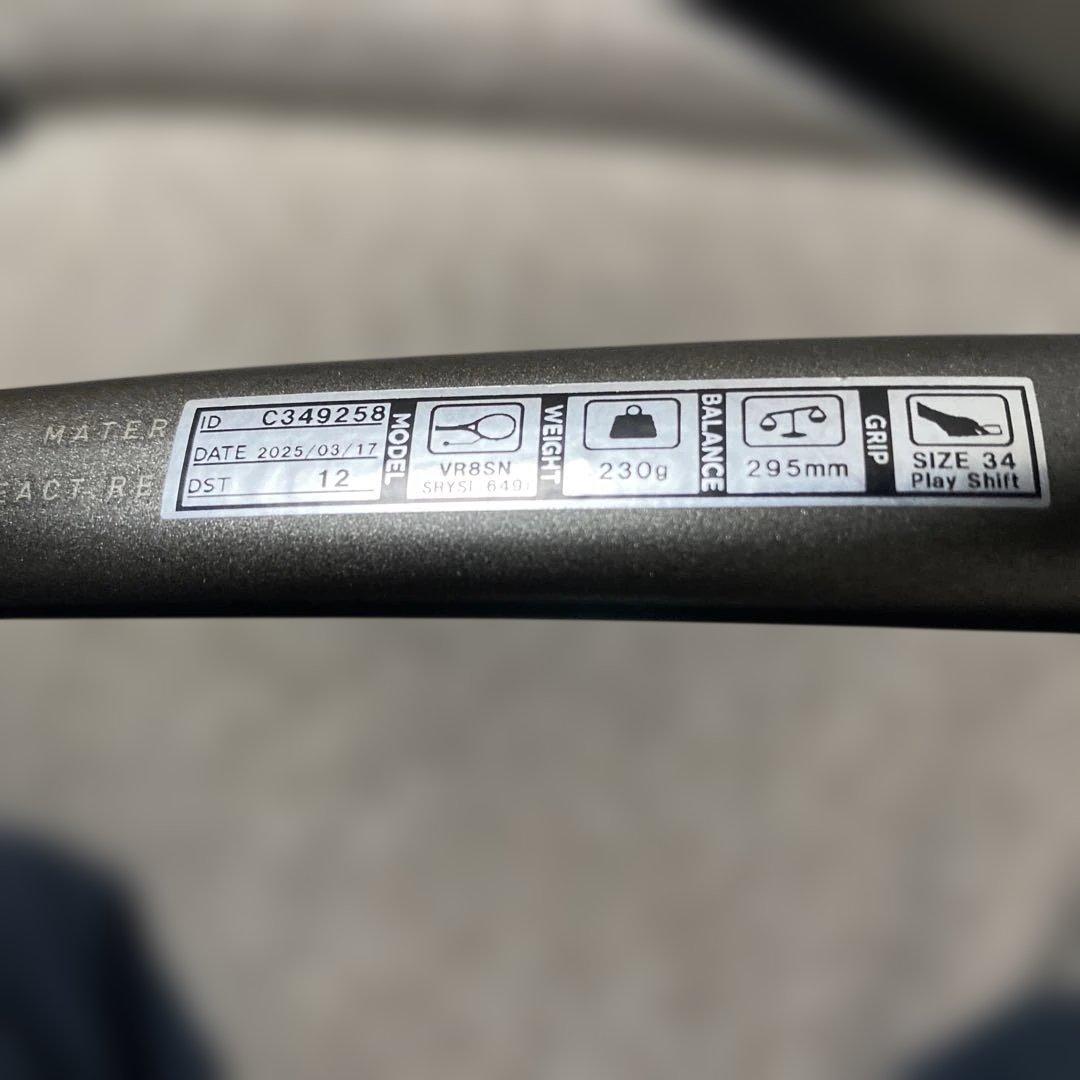 MATER
EACT RE
ID C349258
DATE 2025/03/17
DST 12
MODEL
VR8SN
WEIGHT
230g
BALANCE
295mm
GRIP
SIZE 34
Play Shift